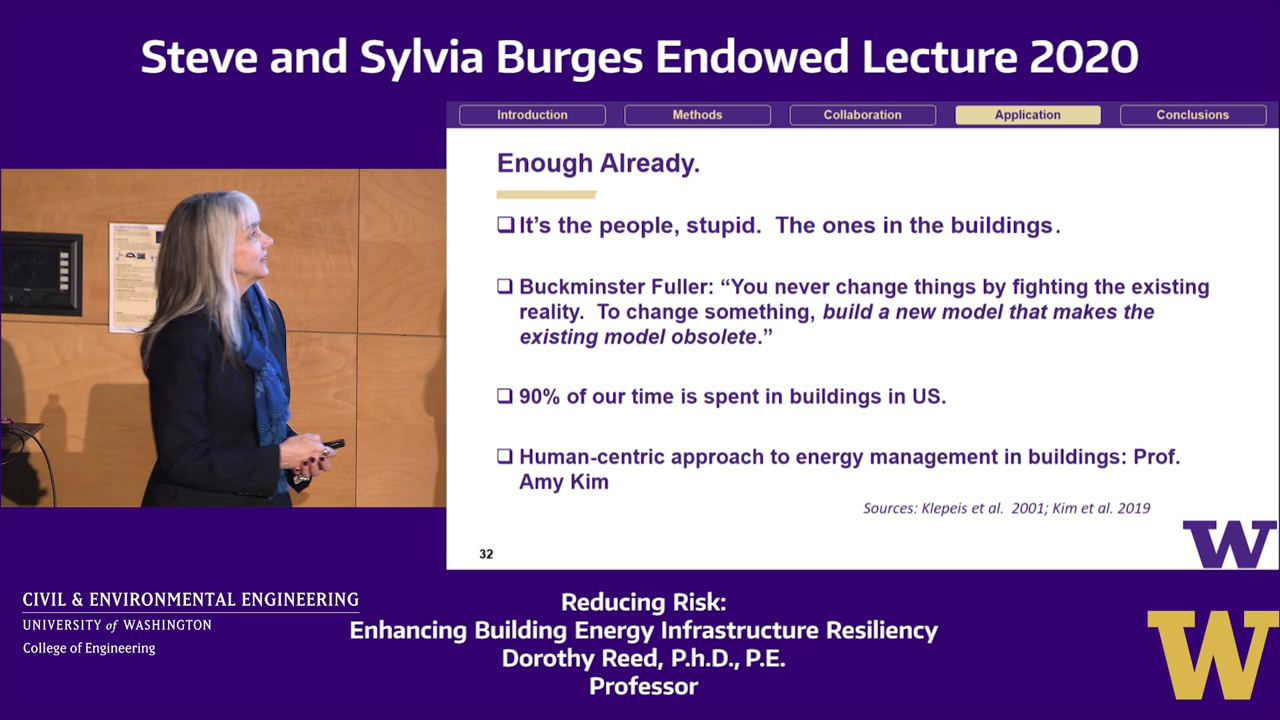 Steve and Sylvia Burges Endowed Lecture 2020
Introduction
Methods
Collaboration
Application
Conclusions
Enough Already.
❑ It’s the people, stupid.  The ones in the buildings.
❑ Buckminster Fuller: “You never change things by fighting the existing
reality.  To change something, build a new model that makes the
existing model obsolete.”
❑ 90% of our time is spent in buildings in US.
❑ Human-centric approach to energy management in buildings: Prof.
Amy Kim
Sources: Klepeis et al.  2001; Kim et al. 2019
32
W
CIVIL & ENVIRONMENTAL ENGINEERING
UNIVERSITY of WASHINGTON
College of Engineering
Reducing Risk:
Enhancing Building Energy Infrastructure Resiliency
Dorothy Reed, P.h.D., P.E.
Professor
W